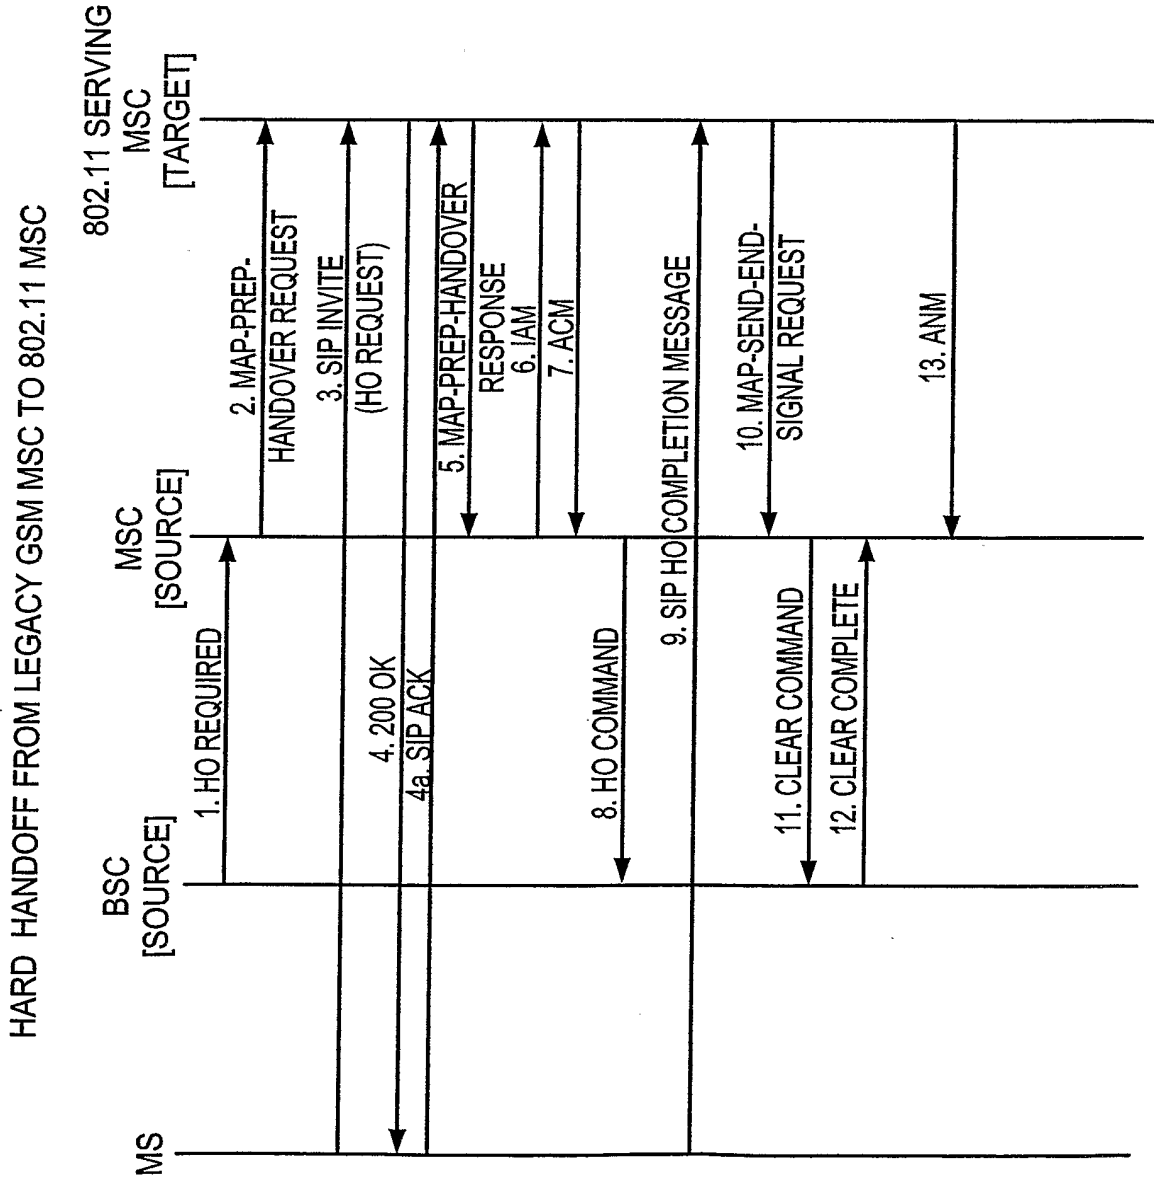 HARD HANDOFF FROM LEGACY GSM MSC TO 802.11 MSC
MS
BSC
[SOURCE]
MSC
[SOURCE]
802.11 SERVING
MSC
[TARGET]
1. HO REQUIRED
2. MAP-PREP-
HANDOVER REQUEST
3. SIP INVITE
(HO REQUEST)
4. 200 OK
4a. SIP ACK
5. MAP-PREP-HANDOVER
RESPONSE
6. IAM
7. ACM
8. HO COMMAND
9. SIP HO COMPLETION MESSAGE
10. MAP-SEND-END-
SIGNAL REQUEST
11. CLEAR COMMAND
12. CLEAR COMPLETE
13. ANM